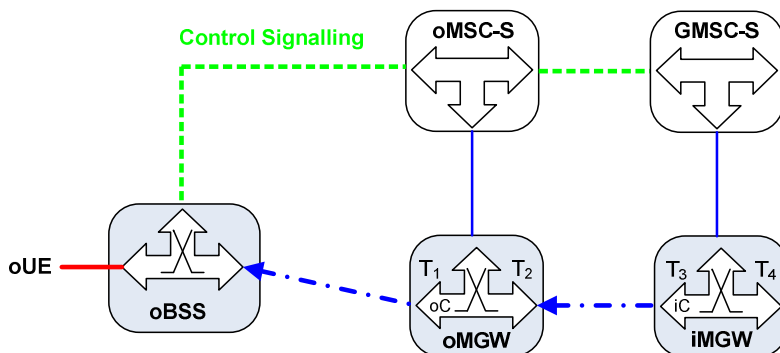 oMSC-S
GMSC-S
Control Signalling
T1
T2
T3
T4
oUE
oC
iC
oBSS
oMGW
iMGW